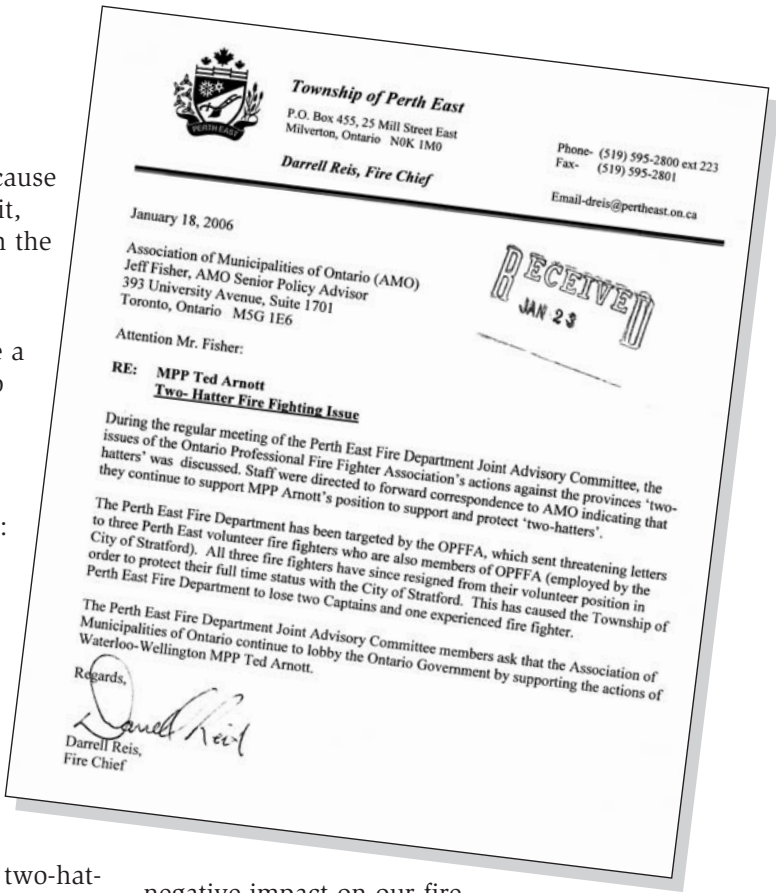 cause
it,
n the
e a
:
two-hat-
negative impact on our fire
PERTH EAST
Township of Perth East
P.O. Box 455, 25 Mill Street East
Milverton, Ontario N0K 1M0
Darrell Reis, Fire Chief
Phone- (519) 595-2800 ext 223
Fax- (519) 595-2801
Email-dreis@pertheast.on.ca
January 18, 2006
RECEIVED
JAN 23
Association of Municipalities of Ontario (AMO)
Jeff Fisher, AMO Senior Policy Advisor
393 University Avenue, Suite 1701
Toronto, Ontario M5G 1E6
Attention Mr. Fisher:
RE: MPP Ted Arnott
Two- Hatter Fire Fighting Issue
During the regular meeting of the Perth East Fire Department Joint Advisory Committee, the
issues of the Ontario Professional Fire Fighter Association's actions against the provinces 'two-
hatters' was discussed. Staff were directed to forward correspondence to AMO indicating that
they continue to support MPP Arnott's position to support and protect 'two-hatters'.
The Perth East Fire Department has been targeted by the OPFFA, which sent threatening letters
to three Perth East volunteer fire fighters who are also members of OPFFA (employed by the
City of Stratford). All three fire fighters have since resigned from their volunteer position in
order to protect their full time status with the City of Stratford. This has caused the Township of
Perth East Fire Department to lose two Captains and one experienced fire fighter.
The Perth East Fire Department Joint Advisory Committee members ask that the Association of
Municipalities of Ontario continue to lobby the Ontario Government by supporting the actions of
Waterloo-Wellington MPP Ted Arnott.
Regards,
Darrell Reis,
Fire Chief